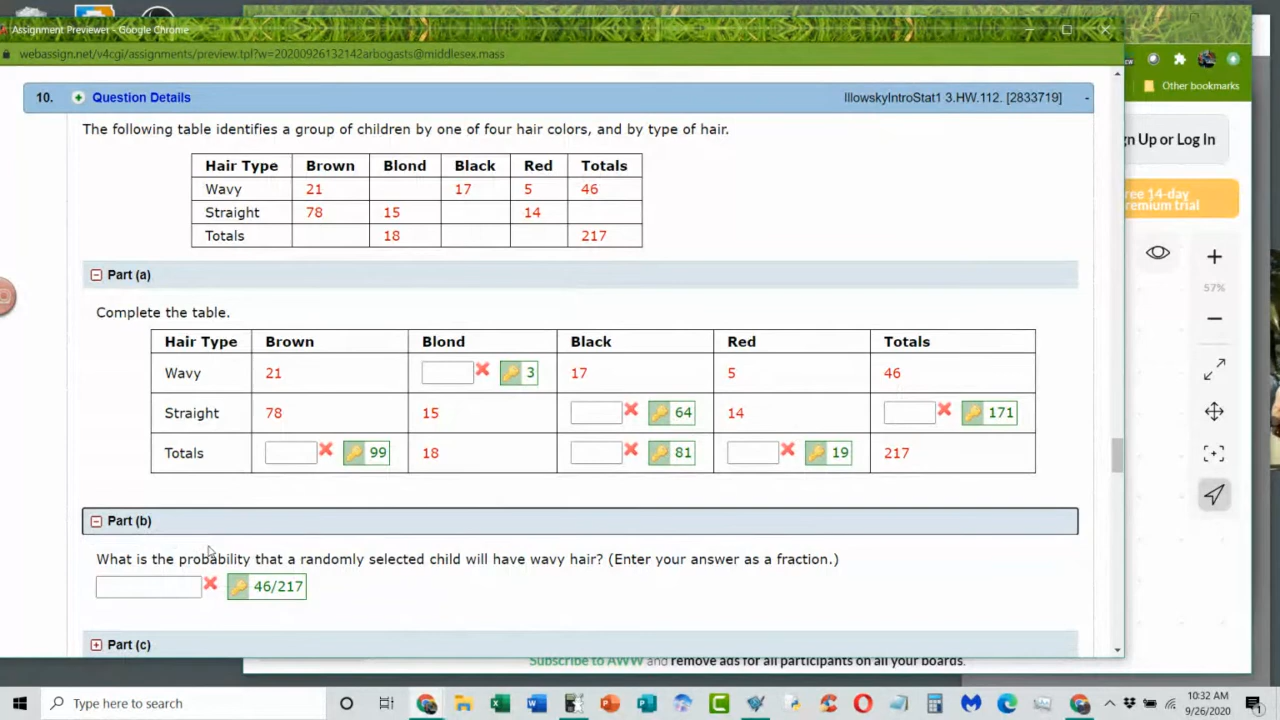 Assignment Previewer - Google Chrome
webassign.net/v4cgi/assignments/preview.tpl?w=20200926132142arbogasts@middlesex.mass
Other bookmarks
10. Question Details IllowskyIntroStat1 3.HW.112. [2833719] -
The following table identifies a group of children by one of four hair colors, and by type of hair.
Hair Type Brown Blond Black Red Totals
Wavy 21 17 5 46
Straight 78 15 14
Totals 18 217
gn Up or Log In
ree 14-day
remium trial
57%
Part (a)
Complete the table.
Hair Type Brown Blond Black Red Totals
Wavy 21 3 17 5 46
Straight 78 15 64 14 171
Totals 99 18 81 19 217
Part (b)
What is the probability that a randomly selected child will have wavy hair? (Enter your answer as a fraction.)
46/217
Part (c)
Subscribe to AWW and remove ads for all participants on all your boards.
Type here to search
10:32 AM
9/26/2020